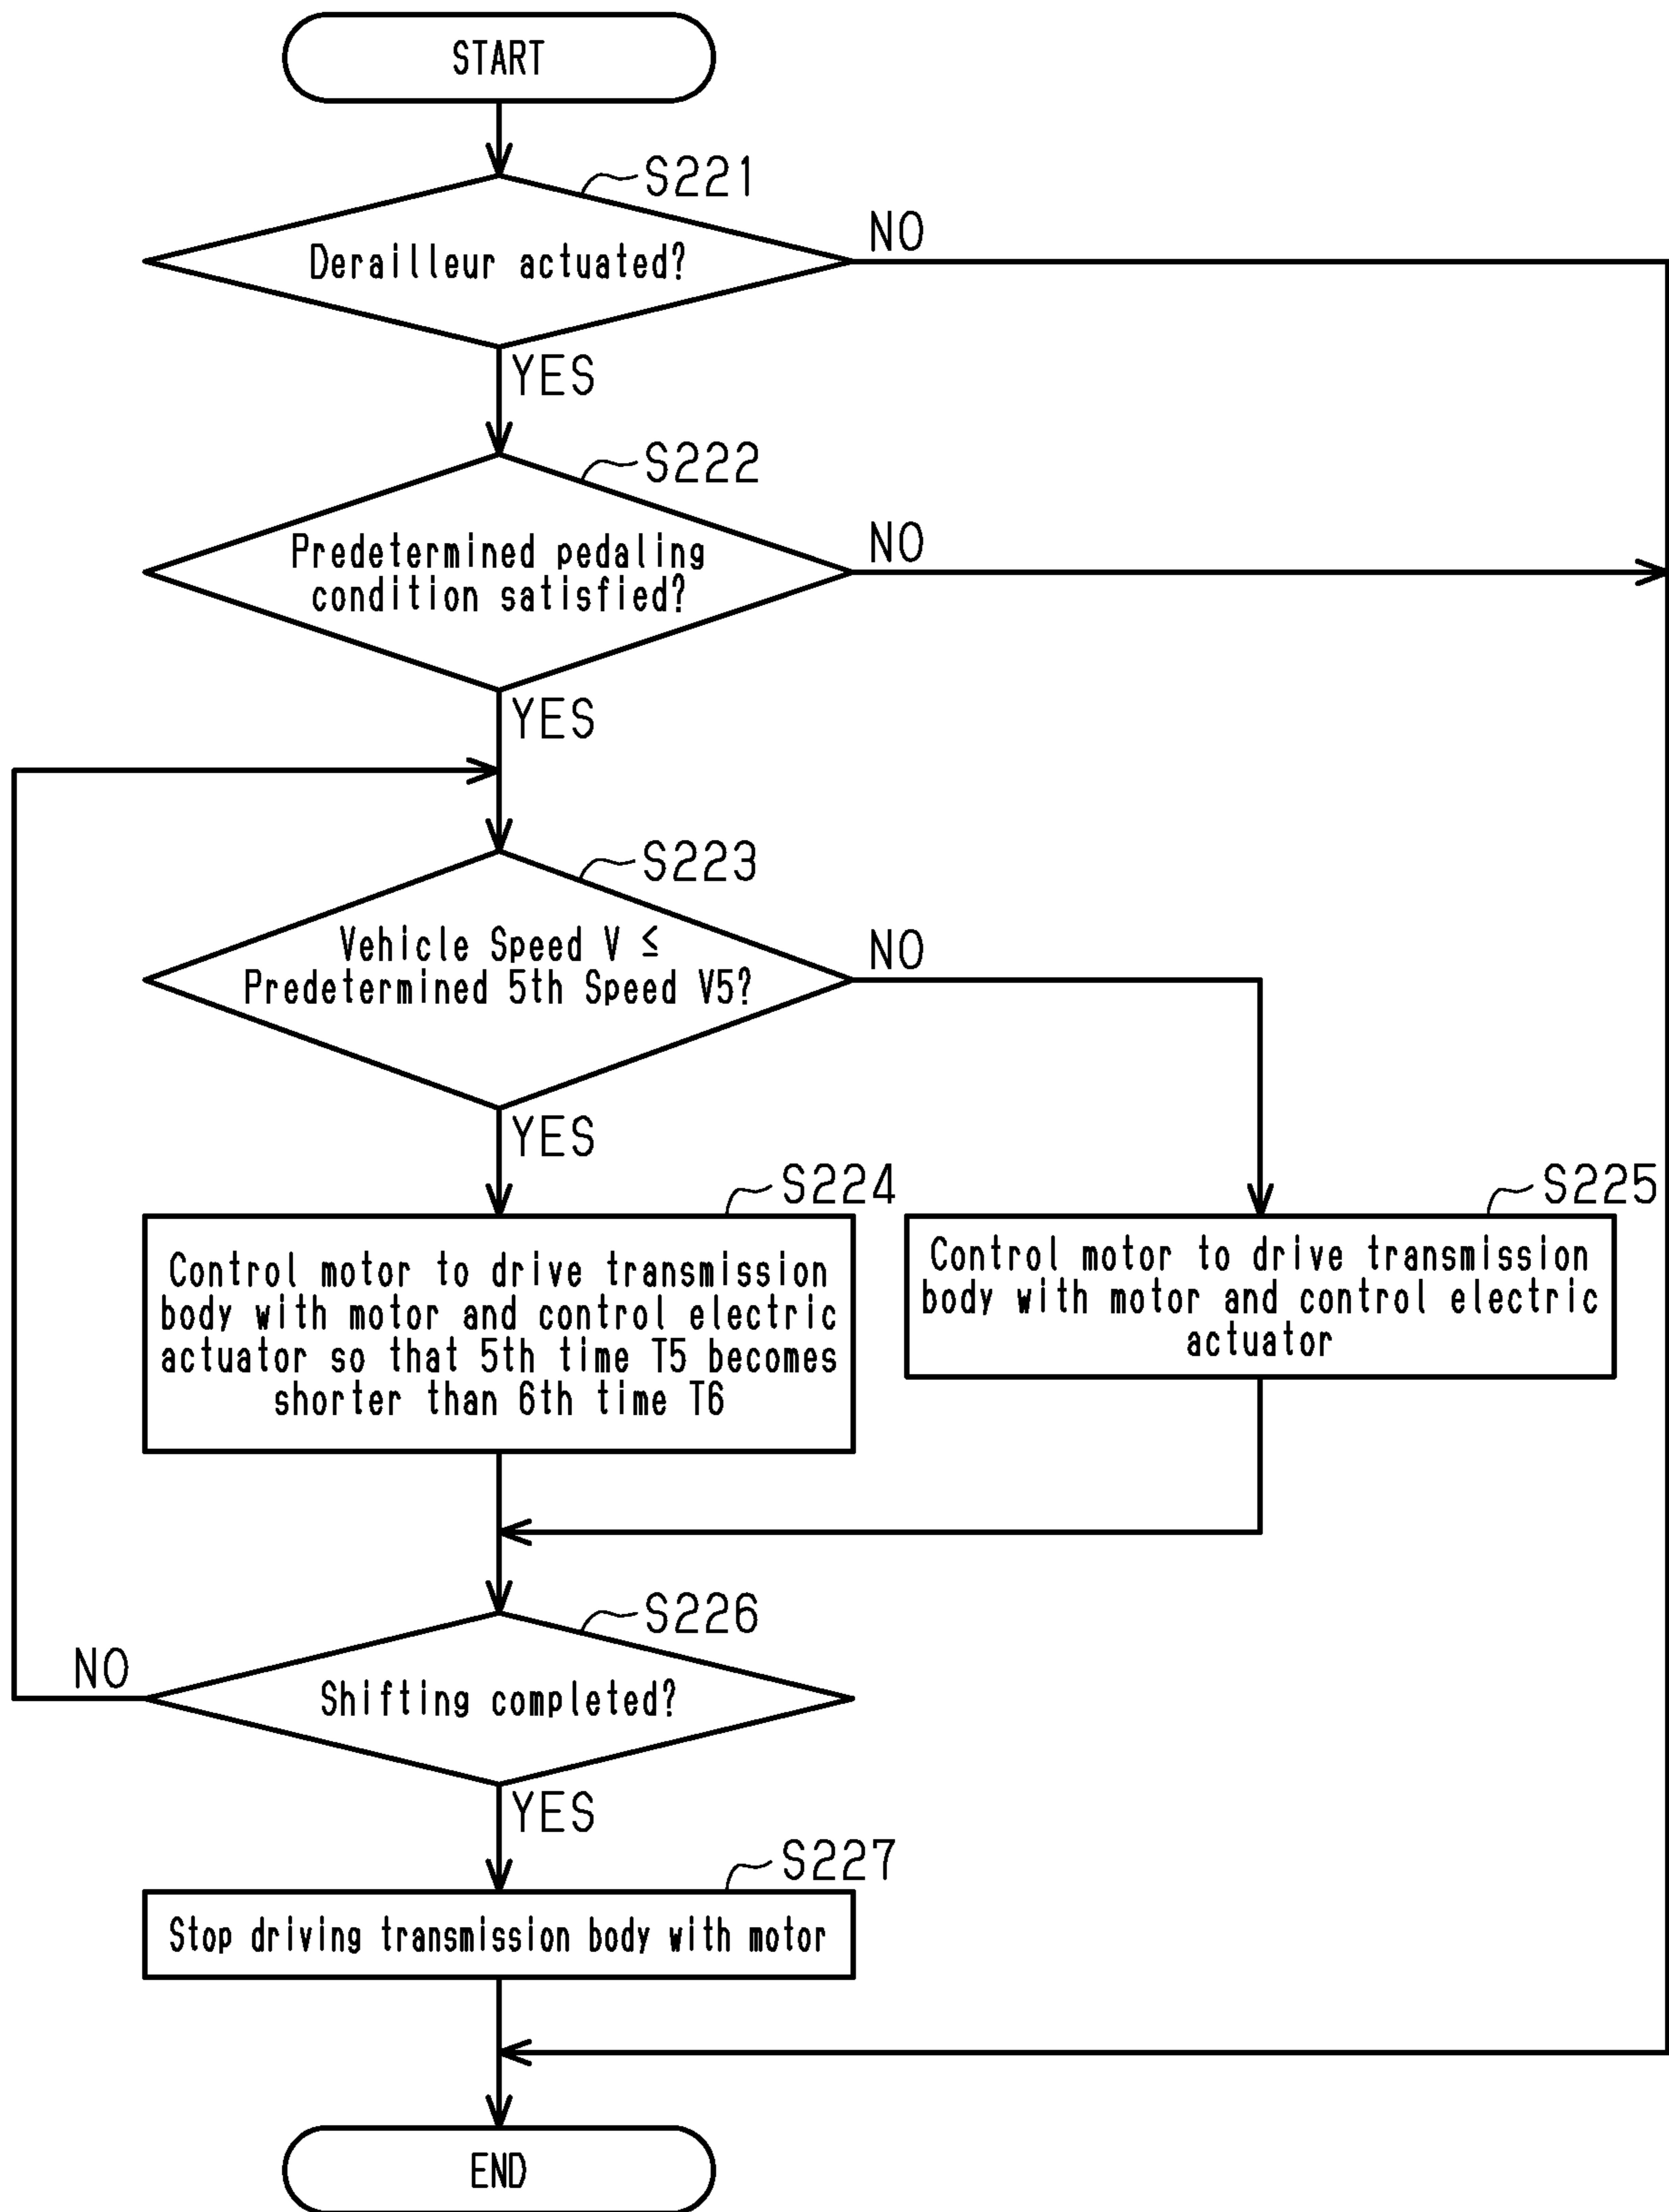 START
S221
Derailleur actuated?
NO
YES
S222
Predetermined pedaling
condition satisfied?
NO
YES
S223
Vehicle Speed V ≤
Predetermined 5th Speed V5?
NO
YES
S224
Control motor to drive transmission
body with motor and control electric
actuator so that 5th time T5 becomes
shorter than 6th time T6
S225
Control motor to drive transmission
body with motor and control electric
actuator
S226
Shifting completed?
NO
YES
S227
Stop driving transmission body with motor
END